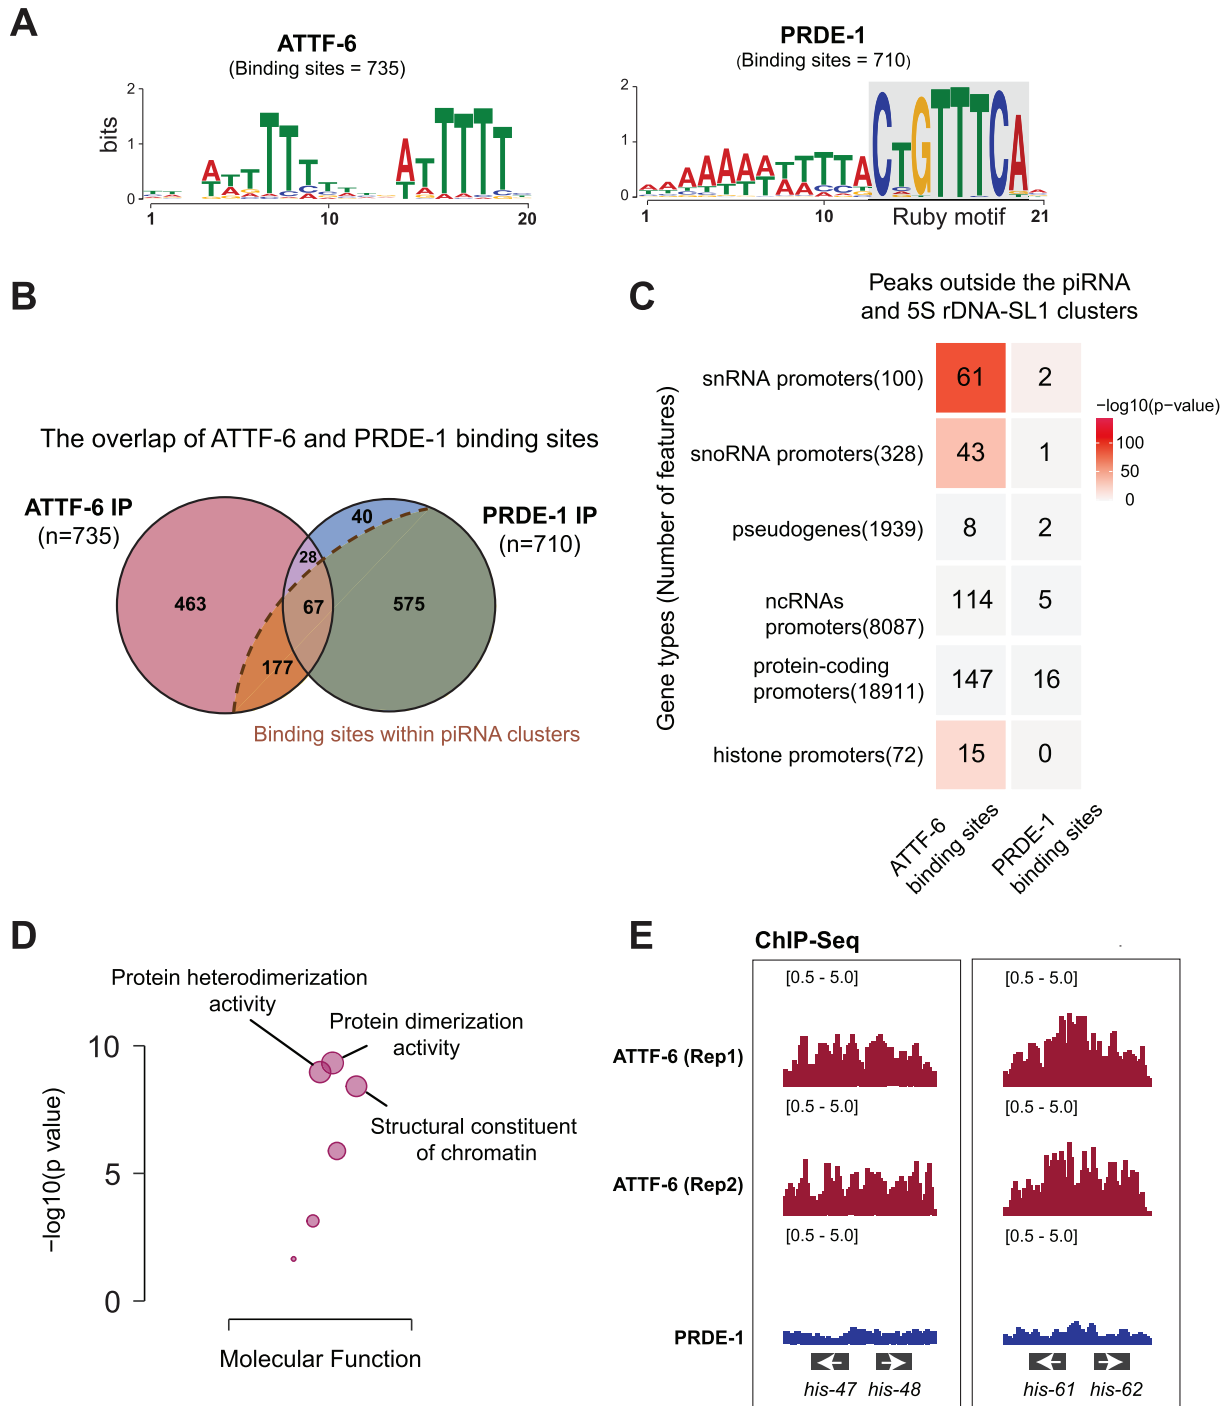 A
ATTF-6
(Binding sites = 735)
bits
2
1
0
1
10
20
PRDE-1
(Binding sites = 710)
2
1
0
1
10
Ruby motif
21
B
The overlap of ATTF-6 and PRDE-1 binding sites
ATTF-6 IP
(n=735)
PRDE-1 IP
(n=710)
40
28
463
67
575
177
Binding sites within piRNA clusters
C
Peaks outside the piRNA
and 5S rDNA-SL1 clusters
Gene types (Number of features)
snRNA promoters(100)
61
2
snoRNA promoters(328)
43
1
pseudogenes(1939)
8
2
ncRNAs
promoters(8087)
114
5
protein-coding
promoters(18911)
147
16
histone promoters(72)
15
0
ATTF-6
binding sites
PRDE-1
binding sites
−log10(p−value)
100
50
0
D
Protein heterodimerization
activity
Protein dimerization
activity
Structural constituent
of chromatin
−log10(p value)
10
5
0
Molecular Function
E
ChIP-Seq
[0.5 - 5.0]
[0.5 - 5.0]
ATTF-6 (Rep1)
[0.5 - 5.0]
[0.5 - 5.0]
ATTF-6 (Rep2)
[0.5 - 5.0]
[0.5 - 5.0]
PRDE-1
his-47
his-48
his-61
his-62